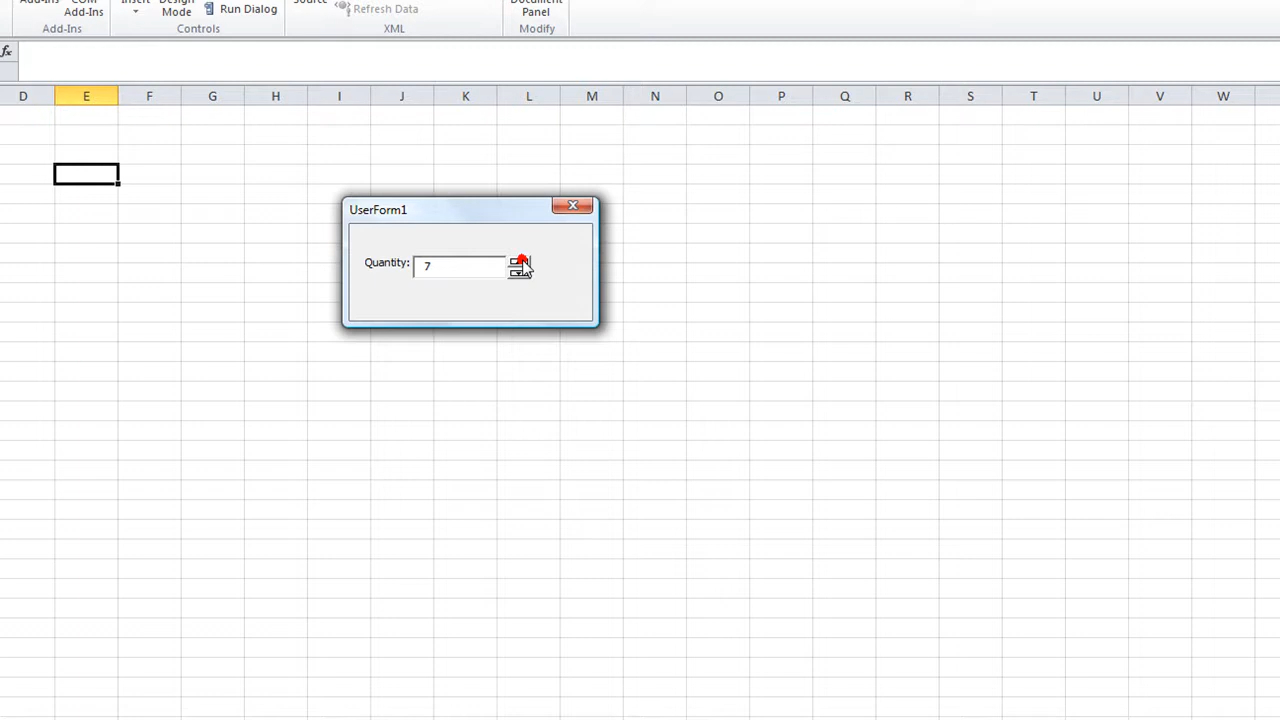 Add-Ins COM Insert Design Source
Add-Ins Mode Run Dialog Refresh Data Document Panel
Add-Ins Controls XML Modify
fx
D E F G H I J K L M N O P Q R S T U V W
UserForm1
Quantity: 7